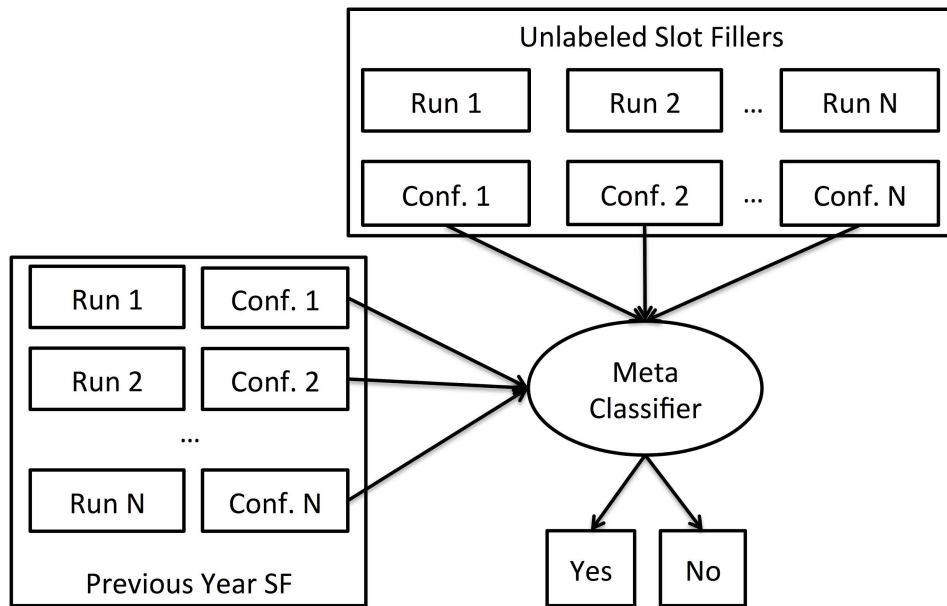 Unlabeled Slot Fillers
Run 1 Run 2 ... Run N
Conf. 1 Conf. 2 ... Conf. N
Run 1 Conf. 1
Run 2 Conf. 2
...
Run N Conf. N
Previous Year SF
Meta
Classifier
Yes No